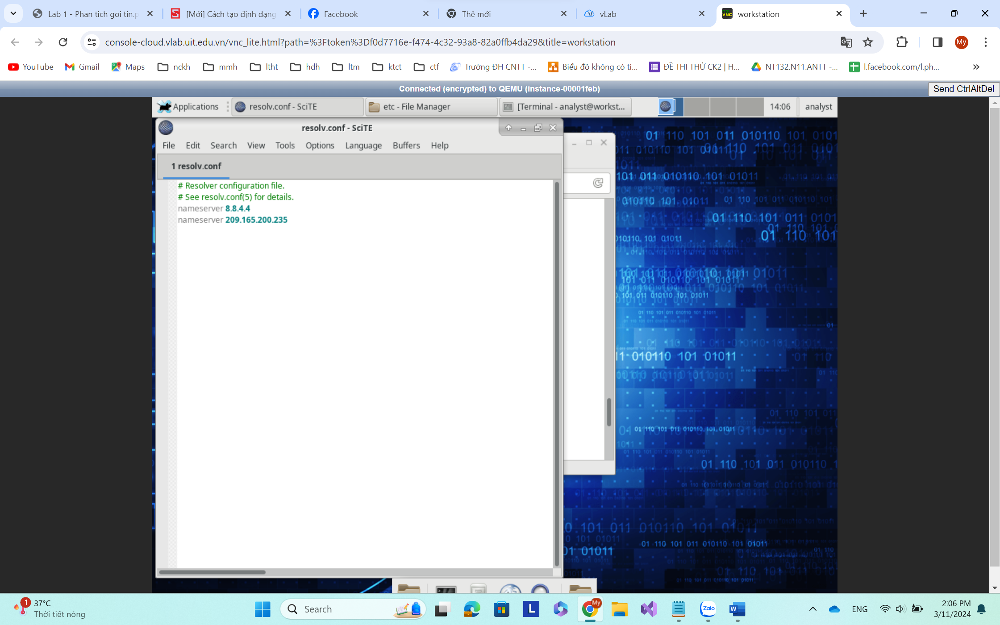 Lab 1 - Phan tich goi tin.p
[Mới] Cách tạo định dạng
Facebook
Thẻ mới
vLab
workstation
console-cloud.vlab.uit.edu.vn/vnc_lite.html?path=%3Ftoken%3Df0d7716e-f474-4c32-93a8-82a0ffb4da29&title=workstation
My
YouTube
Gmail
Maps
nckh
mmh
ltht
hdh
ltm
ktct
ctf
Trường ĐH CNTT -...
Biểu đồ không có ti...
ĐỀ THI THỬ CK2 | H...
NT132.N11.ANTT -...
l.facebook.com/l.ph...
Connected (encrypted) to QEMU (instance-00001feb)
Send CtrlAltDel
Applications
resolv.conf - SciTE
etc - File Manager
[Terminal - analyst@workst...
14:06
analyst
resolv.conf - SciTE
File Edit Search View Tools Options Language Buffers Help
1 resolv.conf
# Resolver configuration file.
# See resolv.conf(5) for details.
nameserver 8.8.4.4
nameserver 209.165.200.235
1
37°C
Thời tiết nóng
Search
L
My
Zalo
W
ENG
2:06 PM
3/11/2024